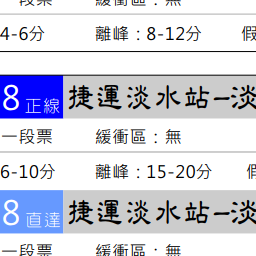 一段票 緩衝區：無
4-6分 離峰：8-12分 假
8 正線 捷運淡水站–淡
一段票 緩衝區：無
6-10分 離峰：15-20分 假
8 直達 捷運淡水站–淡
一段票 緩衝區：無